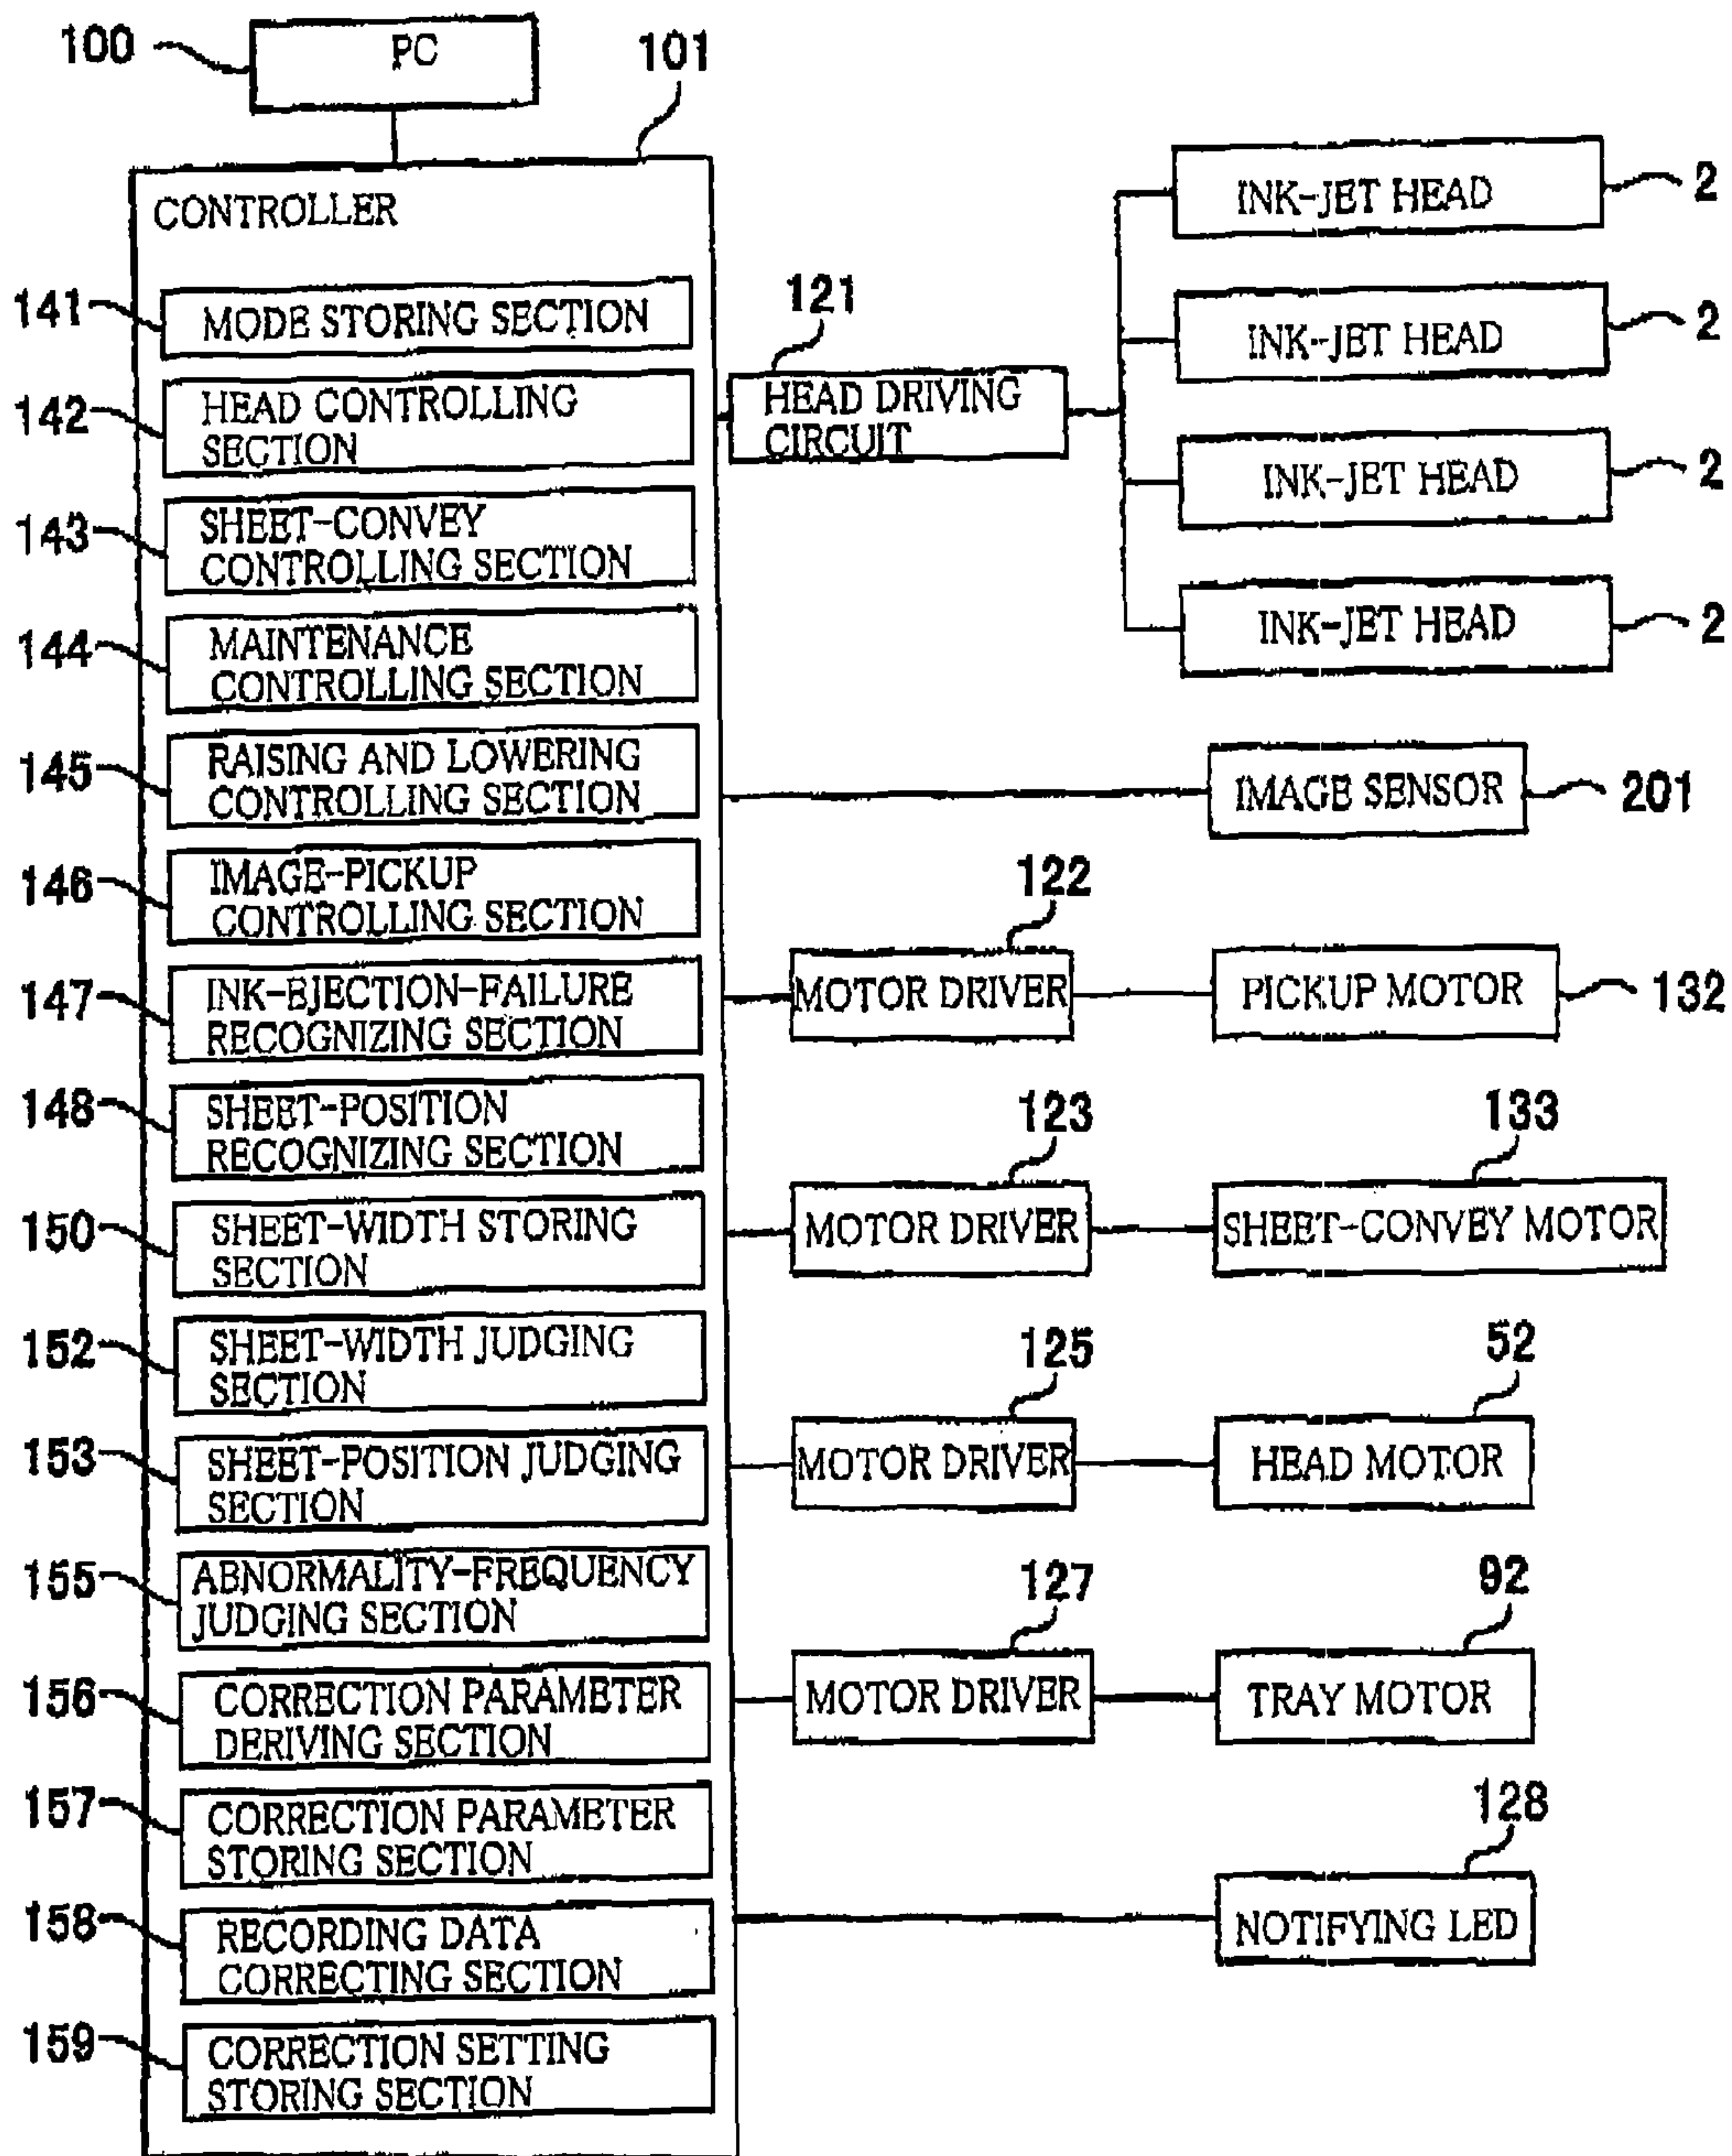 100
PC
101
CONTROLLER
141
MODE STORING SECTION
142
HEAD CONTROLLING
SECTION
143
SHEET-CONVEY
CONTROLLING SECTION
144
MAINTENANCE
CONTROLLING SECTION
145
RAISING AND LOWERING
CONTROLLING SECTION
146
IMAGE-PICKUP
CONTROLLING SECTION
147
INK-EJECTION-FAILURE
RECOGNIZING SECTION
148
SHEET-POSITION
RECOGNIZING SECTION
150
SHEET-WIDTH STORING
SECTION
152
SHEET-WIDTH JUDGING
SECTION
153
SHEET-POSITION JUDGING
SECTION
155
ABNORMALITY-FREQUENCY
JUDGING SECTION
156
CORRECTION PARAMETER
DERIVING SECTION
157
CORRECTION PARAMETER
STORING SECTION
158
RECORDING DATA
CORRECTING SECTION
159
CORRECTION SETTING
STORING SECTION
121
HEAD DRIVING
CIRCUIT
INK-JET HEAD
2
INK-JET HEAD
2
INK-JET HEAD
2
INK-JET HEAD
2
IMAGE SENSOR
201
122
MOTOR DRIVER
PICKUP MOTOR
132
123
MOTOR DRIVER
133
SHEET-CONVEY MOTOR
125
MOTOR DRIVER
52
HEAD MOTOR
127
MOTOR DRIVER
92
TRAY MOTOR
128
NOTIFYING LED